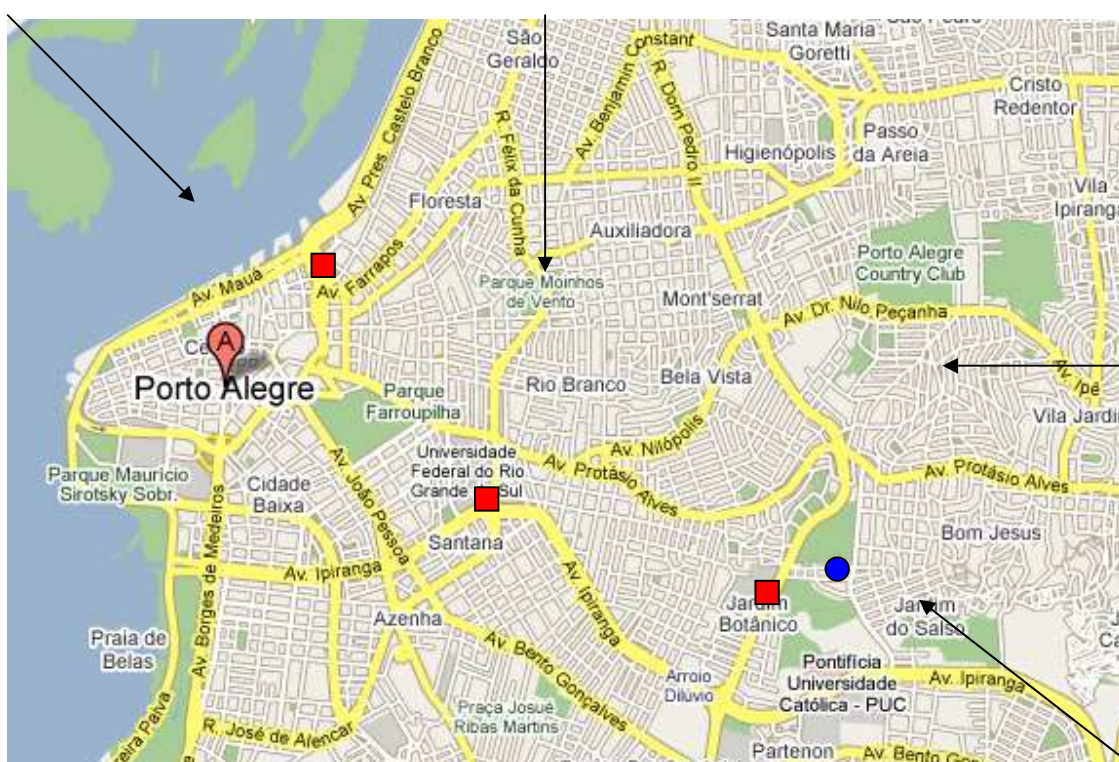 São
Geraldo
Santa Maria
Goretti
Cristo
Redentor
Av. Pres. Castelo Branco
Av. Benjamin Constant
R. Dom Pedro II
Passo
da Areia
Higienópolis
R. Félix da Cunha
Vila
Ipiranga
Floresta
Auxiliadora
Porto Alegre
Country Club
Av. Mauá
Av. Farrapos
Parque Moinhos
de Vento
Mont'serrat
Av. Dr. Nilo Peçanha
A
Porto Alegre
Parque
Farroupilha
Rio Branco
Bela Vista
Av. Ipê
Vila Jardim
Av. Nilópolis
Universidade
Federal do Rio
Grande Sul
Av. Protásio Alves
Av. Protásio Alves
Parque Maurício
Sirotsky Sobr.
Cidade
Baixa
Av. João Pessoa
Av. Borges de Medeiros
Santana
Bom Jesus
Av. Ipiranga
Av. Ipiranga
Azenha
Jardim
Botânico
Jardim
do Salso
Praia de
Belas
Av. Bento Gonçalves
Arroio
Dilúvio
Pontifícia
Universidade
Católica - PUC
Av. Ipiranga
Praça Josué
Ribas Martins
R. José de Alencar
Paiva
Partenon
Av. Bento